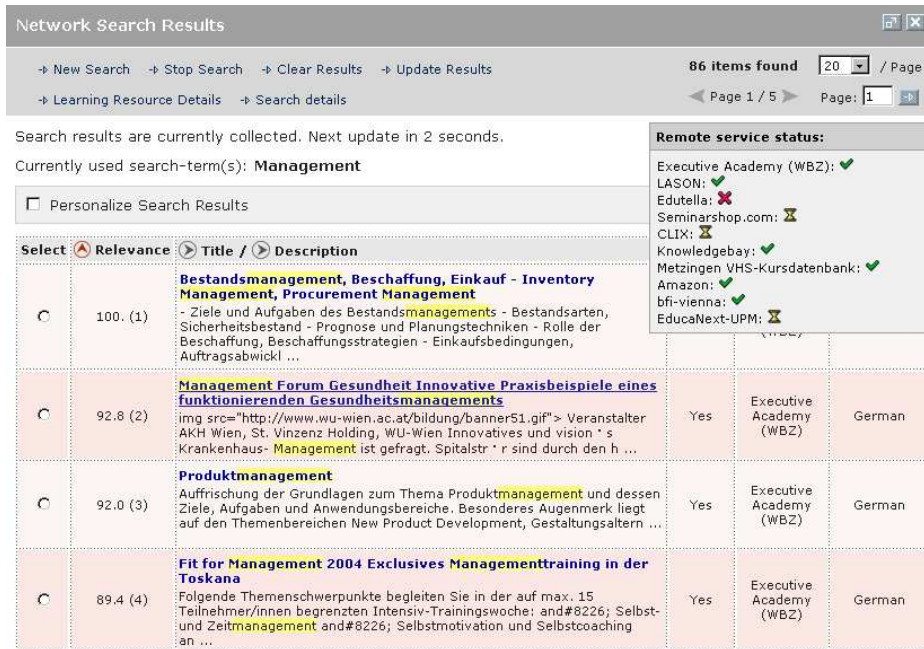 Network Search Results
New Search Stop Search Clear Results Update Results
86 items found 20 / Page
Learning Resource Details Search details
Page 1 / 5 Page: 1
Search results are currently collected. Next update in 2 seconds.
Currently used search-term(s): Management
Personalize Search Results
Remote service status:
Executive Academy (WBZ):
LASON:
Edutella:
Seminarshop.com:
CLIX:
Knowledgebay:
Metzingen VHS-Kursdatenbank:
Amazon:
bfi-vienna:
EducaNext-UPM:
Select Relevance Title / Description
100. (1)
Bestandsmanagement, Beschaffung, Einkauf - Inventory
Management, Procurement Management
- Ziele und Aufgaben des Bestandsmanagements - Bestandsarten,
Sicherheitsbestand - Prognose und Planungstechniken - Rolle der
Beschaffung, Beschaffungsstrategien - Einkaufsbedingungen,
Auftragsabwickl ...
92.8 (2)
Management Forum Gesundheit Innovative Praxisbeispiele eines
funktionierenden Gesundheitsmanagements
img src="http://www.wu-wien.ac.at/bildung/banner51.gif"> Veranstalter
AKH Wien, St. Vinzenz Holding, WU-Wien Innovatives und vision * s
Krankenhaus- Management ist gefragt. Spitalstr * r sind durch den h ...
Yes
Executive
Academy
(WBZ)
German
92.0 (3)
Produktmanagement
Auffrischung der Grundlagen zum Thema Produktmanagement und dessen
Ziele, Aufgaben und Anwendungsbereiche. Besonderes Augenmerk liegt
auf den Themenbereichen New Product Development, Gestaltungsaltern ...
Yes
Executive
Academy
(WBZ)
German
89.4 (4)
Fit for Management 2004 Exclusives Managementtraining in der
Toskana
Folgende Themenschwerpunkte begleiten Sie in der auf max. 15
Teilnehmer/innen begrenzten Intensiv-Trainingswoche: and#8226; Selbst-
und Zeitmanagement and#8226; Selbstmotivation und Selbstcoaching
an ...
Yes
Executive
Academy
(WBZ)
German